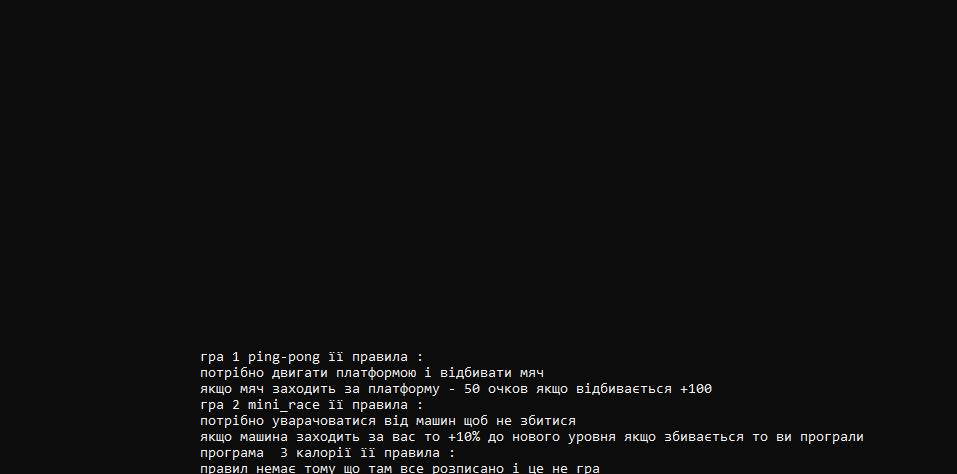 гра 1 ping-pong її правила :
потрібно двигати платформою і відбивати мяч
якщо мяч заходить за платформу - 50 очков якщо відбивається +100
гра 2 mini_race її правила :
потрібно уварачоватися від машин щоб не збитися
якщо машина заходить за вас то +10% до нового уровня якщо збивається то ви програли
програма  3 калорії її правила :
правил немає тому що там все розписано і це не гра